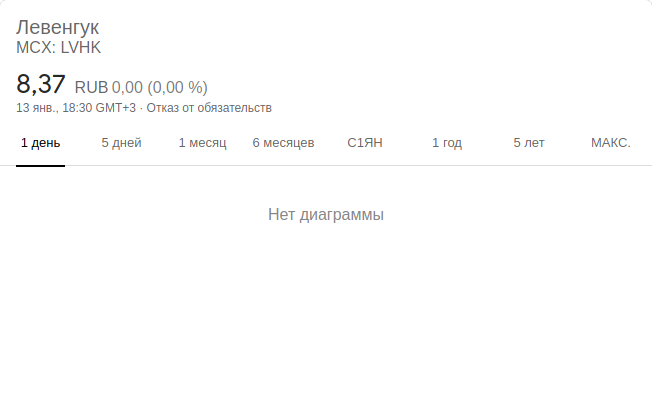 Левенгук
MCX: LVHK
8,37 RUB 0,00 (0,00 %)
13 янв., 18:30 GMT+3 · Отказ от обязательств
1 день 5 дней 1 месяц 6 месяцев С1ЯН 1 год 5 лет МАКС.
Нет диаграммы